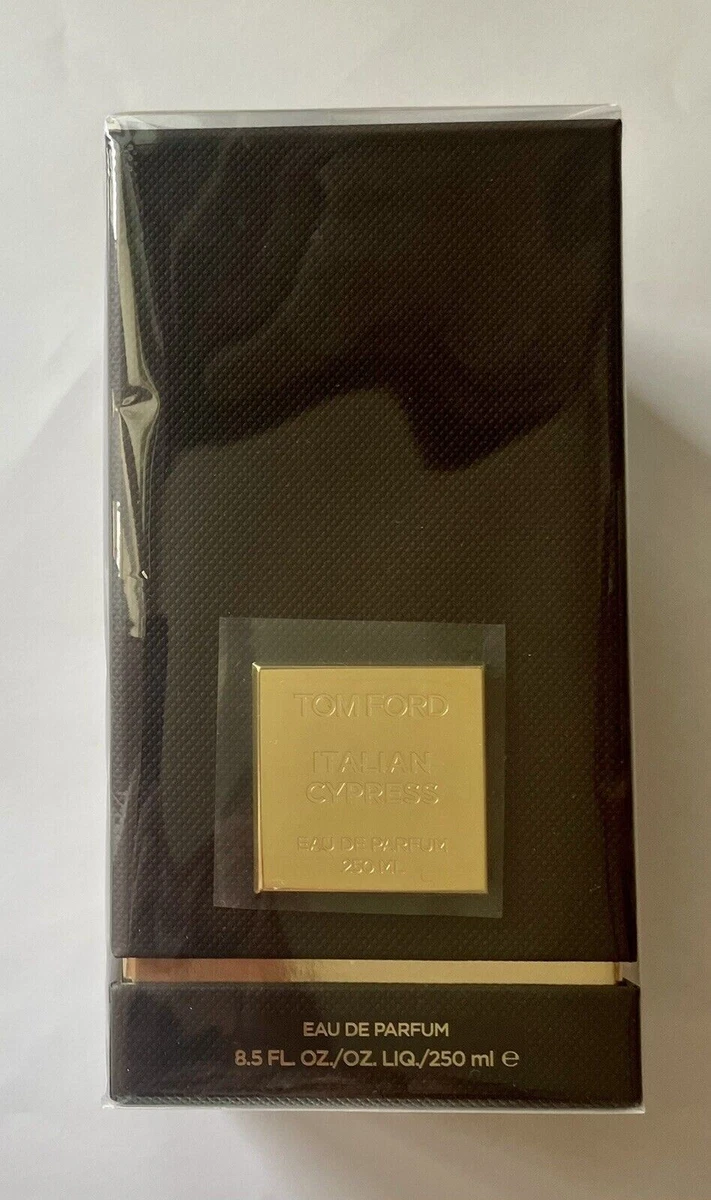 TOM FORD
ITALIAN
CYPRESS
EAU DE PARFUM
250 ML
EAU DE PARFUM
8.5 FL. OZ./OZ. LIQ./250 ml ℮